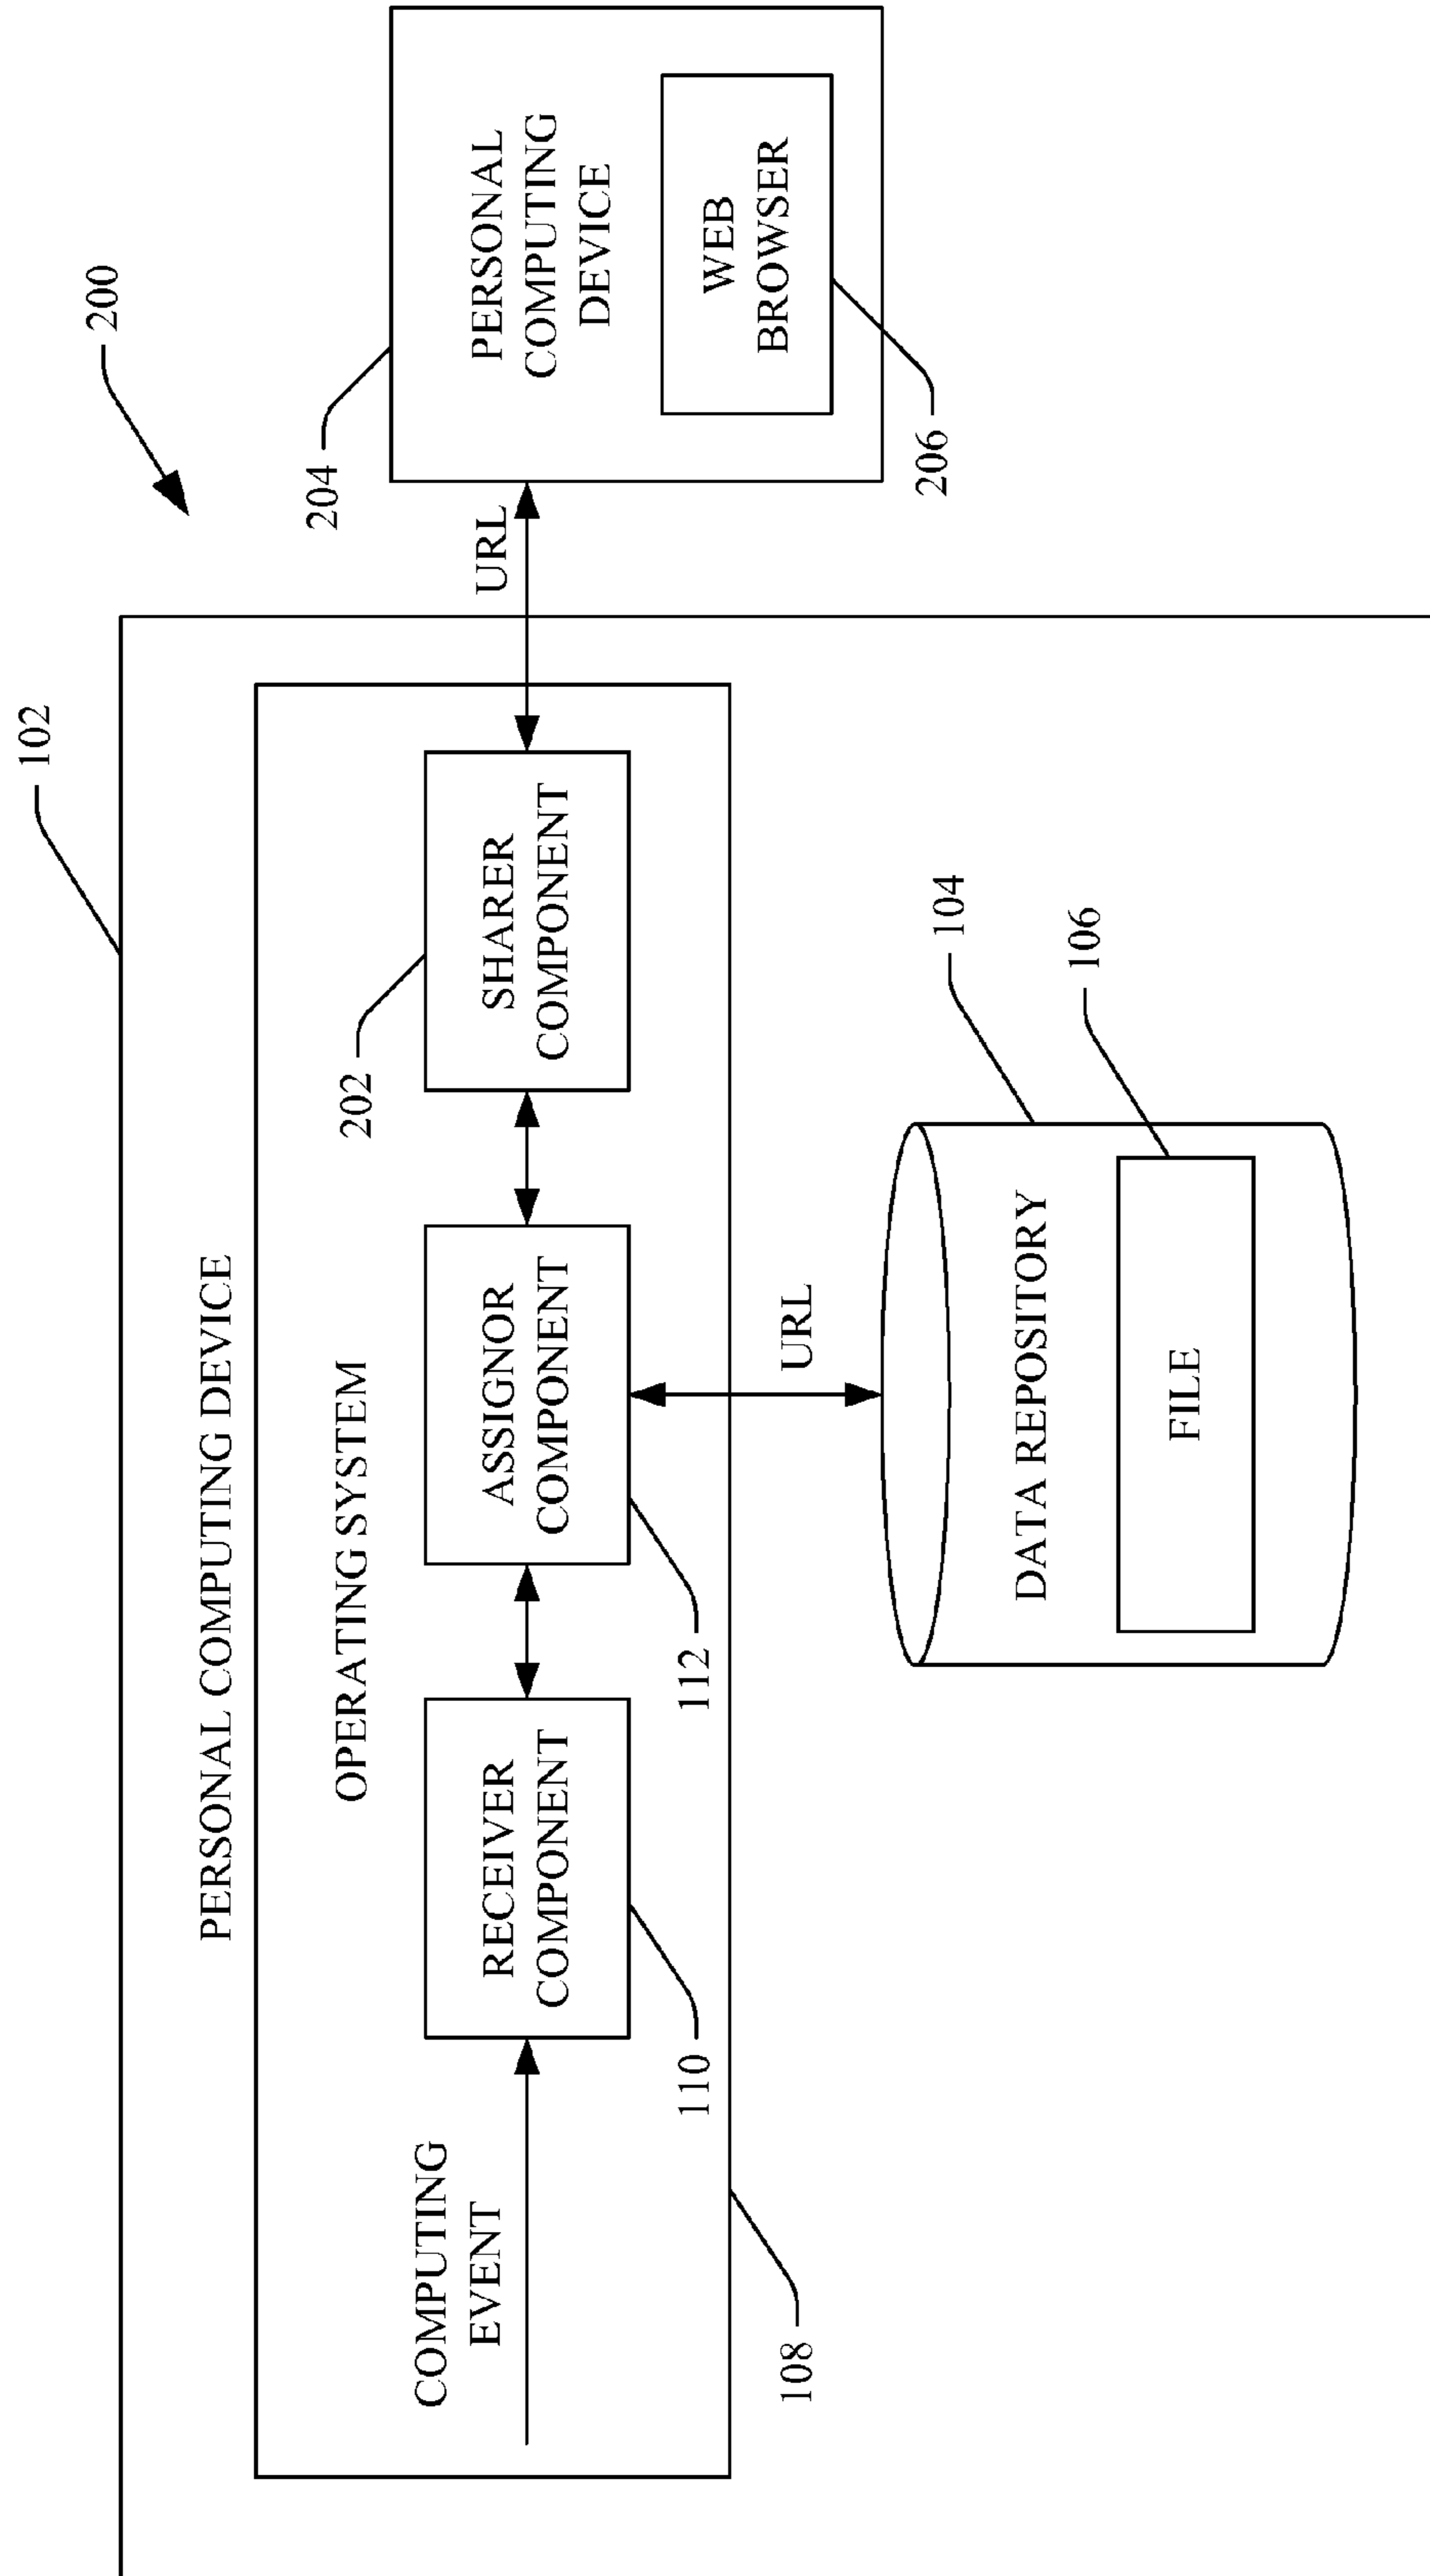 200
102
PERSONAL COMPUTING DEVICE
OPERATING SYSTEM
COMPUTING
EVENT
RECEIVER
COMPONENT
110
ASSIGNOR
COMPONENT
112
202
SHARER
COMPONENT
108
URL
204
PERSONAL
COMPUTING
DEVICE
WEB
BROWSER
206
URL
104
DATA REPOSITORY
106
FILE